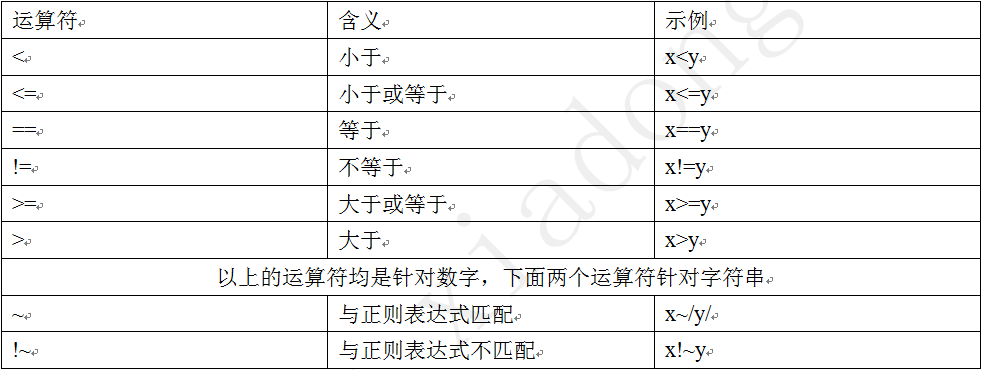 运算符 含义 示例
< 小于 x<y
<= 小于或等于 x<=y
== 等于 x==y
!= 不等于 x!=y
>= 大于或等于 x>=y
> 大于 x>y
以上的运算符均是针对数字，下面两个运算符针对字符串
~ 与正则表达式匹配 x~/y/
!~ 与正则表达式不匹配 x!~y
xiadong